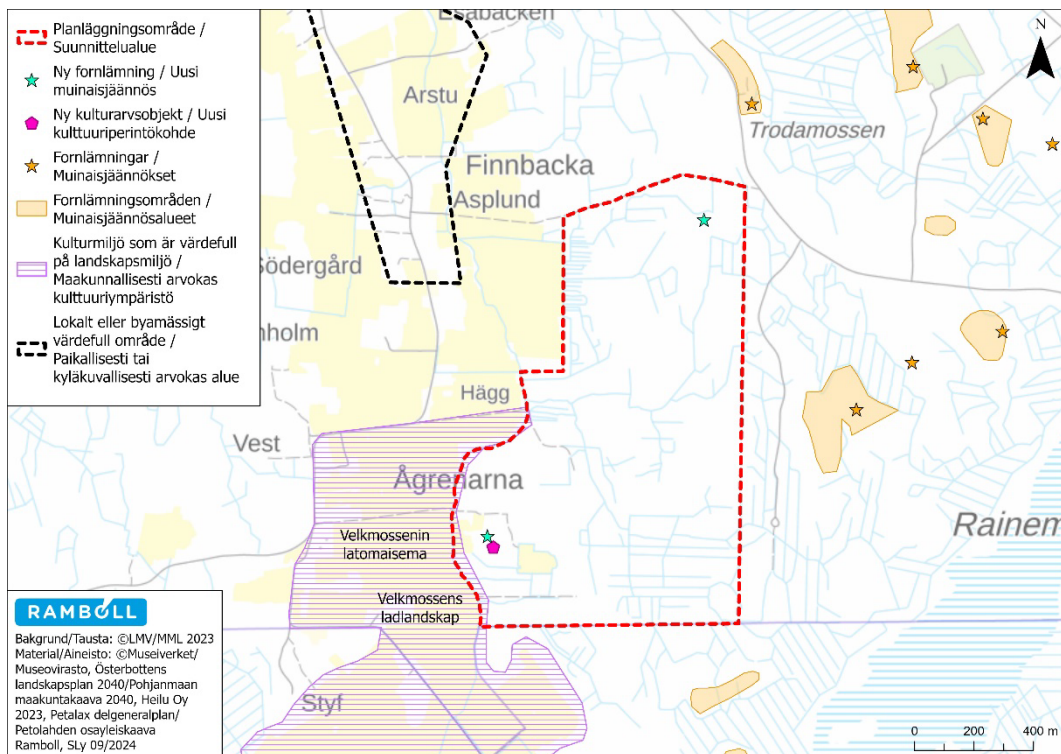 Planläggningsområde /
Suunnittelualue
Ny fornlämning / Uusi
muinaisjäännös
Ny kulturarvsobjekt / Uusi
kulttuuriperintökohde
Fornlämningar /
Muinaisjäännökset
Fornlämningsområden /
Muinaisjäännösalueet
Kulturmiljö som är värdefull
på landskapsmiljö /
Maakunnallisesti arvokas
kulttuuriympäristö
Lokalt eller byamässigt
värdefull område /
Paikallisesti tai
kyläkuvallisesti arvokas alue
Esabacken
Arstu
Finnbacka
Asplund
Södergård
nholm
Hägg
Vest
Ågrenarna
Velkmossenin
latomaisema
Velkmossens
ladlandskap
Styf
Trodamossen
Rainem
N
RAMBOLL
Bakgrund/Tausta: ©LMV/MML 2023
Material/Aineisto: ©Museiverket/
Museovirasto, Österbottens
landskapsplan 2040/Pohjanmaan
maakuntakaava 2040, Heilu Oy
2023, Petalax delgeneralplan/
Petolahden osayleiskaava
Ramboll, SLy 09/2024
0 200 400 m